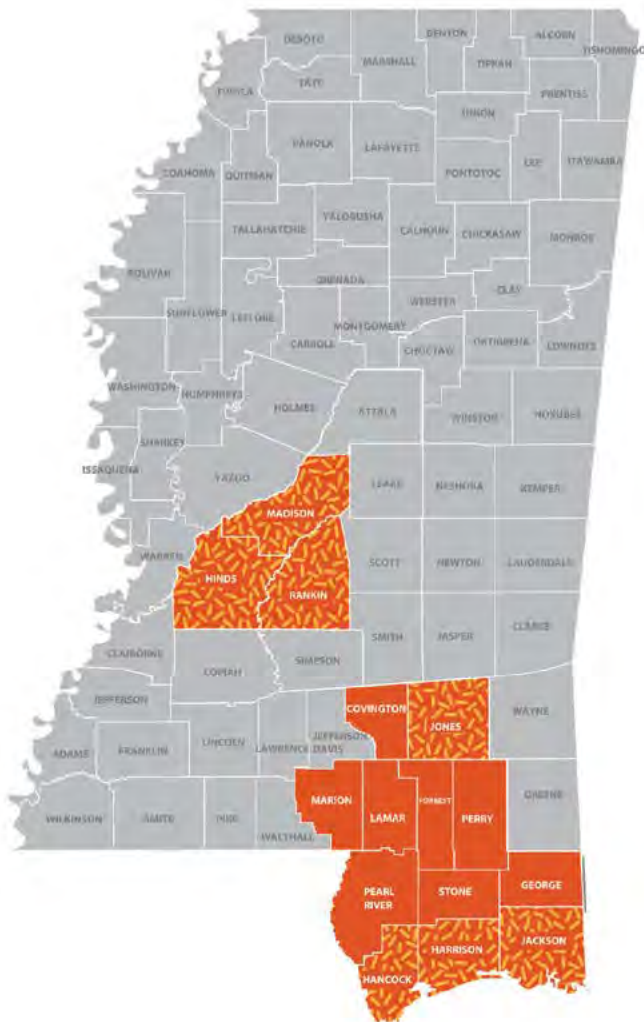 DESOTO
MARSHALL
BENTON
TIPPAH
ALCORN
TISHOMINGO
TUNICA
TATE
PRENTISS
UNION
PANOLA
LAFAYETTE
COAHOMA
QUITMAN
PONTOTOC
LEE
ITAWAMBA
TALLAHATCHIE
YALOBUSHA
CALHOUN
CHICKASAW
MONROE
BOLIVAR
GRENADA
CLAY
SUNFLOWER
LEFLORE
WEBSTER
MONTGOMERY
CARROLL
CHOCTAW
OKTIBBEHA
LOWNDES
WASHINGTON
HUMPHREYS
HOLMES
ATTALA
WINSTON
NOXUBEE
SHARKEY
ISSAQUENA
YAZOO
LEAKE
NESHOBA
KEMPER
MADISON
WARREN
HINDS
RANKIN
SCOTT
NEWTON
LAUDERDALE
CLAIBORNE
COPIAH
SIMPSON
SMITH
JASPER
CLARKE
JEFFERSON
COVINGTON
JONES
WAYNE
ADAMS
FRANKLIN
LINCOLN
LAWRENCE
JEFFERSON
DAVIS
MARION
LAMAR
FORREST
PERRY
GREENE
WILKINSON
AMITE
PIKE
WALTHALL
PEARL
RIVER
STONE
GEORGE
HANCOCK
HARRISON
JACKSON